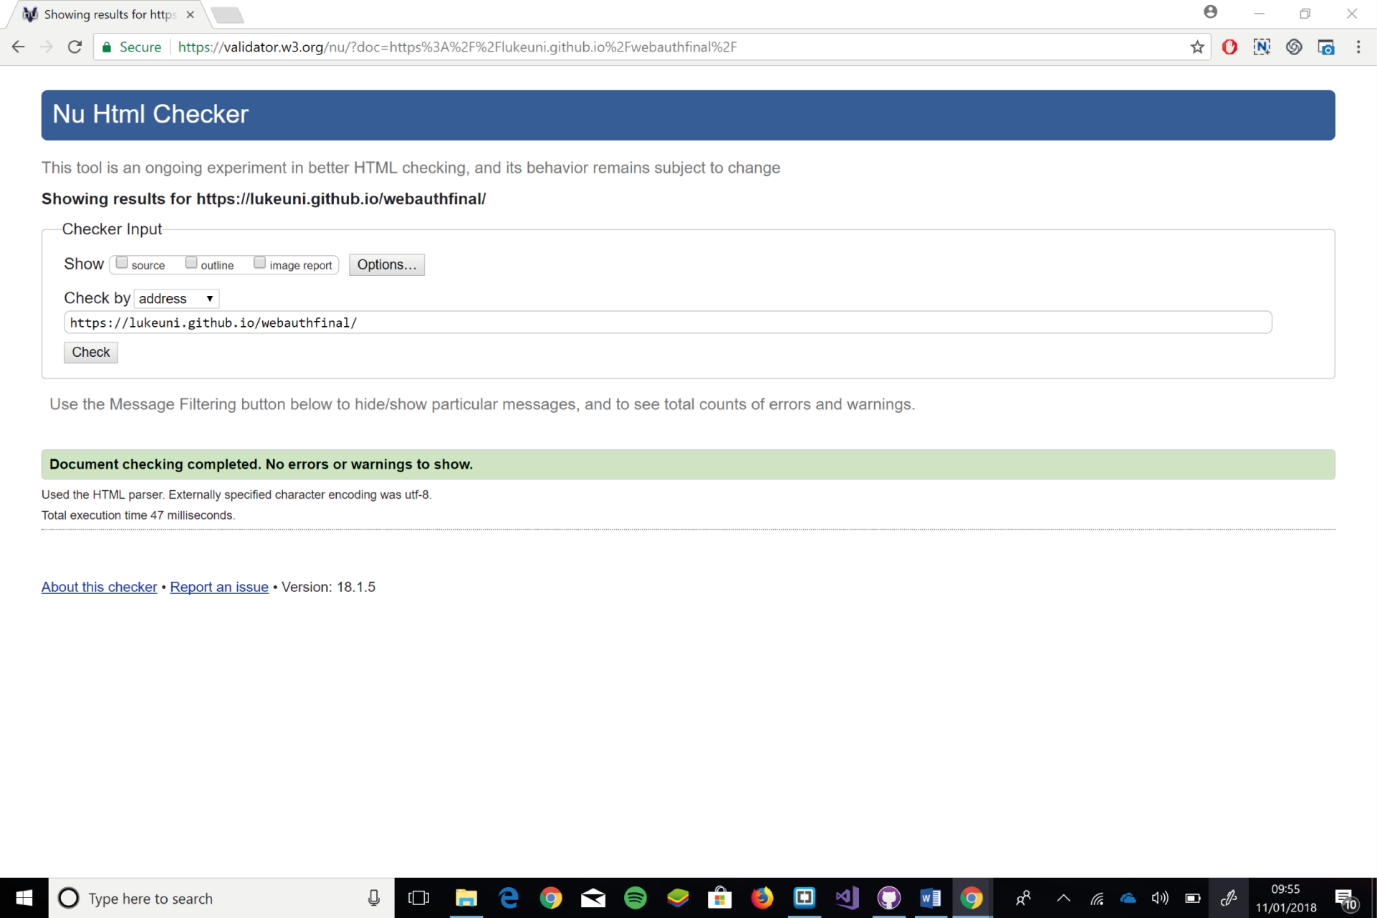 Showing results for https
Secure https://validator.w3.org/nu/?doc=https%3A%2F%2Flukeuni.github.io%2Fwebauthfinal%2F
Nu Html Checker
This tool is an ongoing experiment in better HTML checking, and its behavior remains subject to change
Showing results for https://lukeuni.github.io/webauthfinal/
Checker Input
Show source outline image report Options...
Check by address
https://lukeuni.github.io/webauthfinal/
Check
Use the Message Filtering button below to hide/show particular messages, and to see total counts of errors and warnings.
Document checking completed. No errors or warnings to show.
Used the HTML parser. Externally specified character encoding was utf-8.
Total execution time 47 milliseconds.
About this checker • Report an issue • Version: 18.1.5
Type here to search
09:55
11/01/2018
10